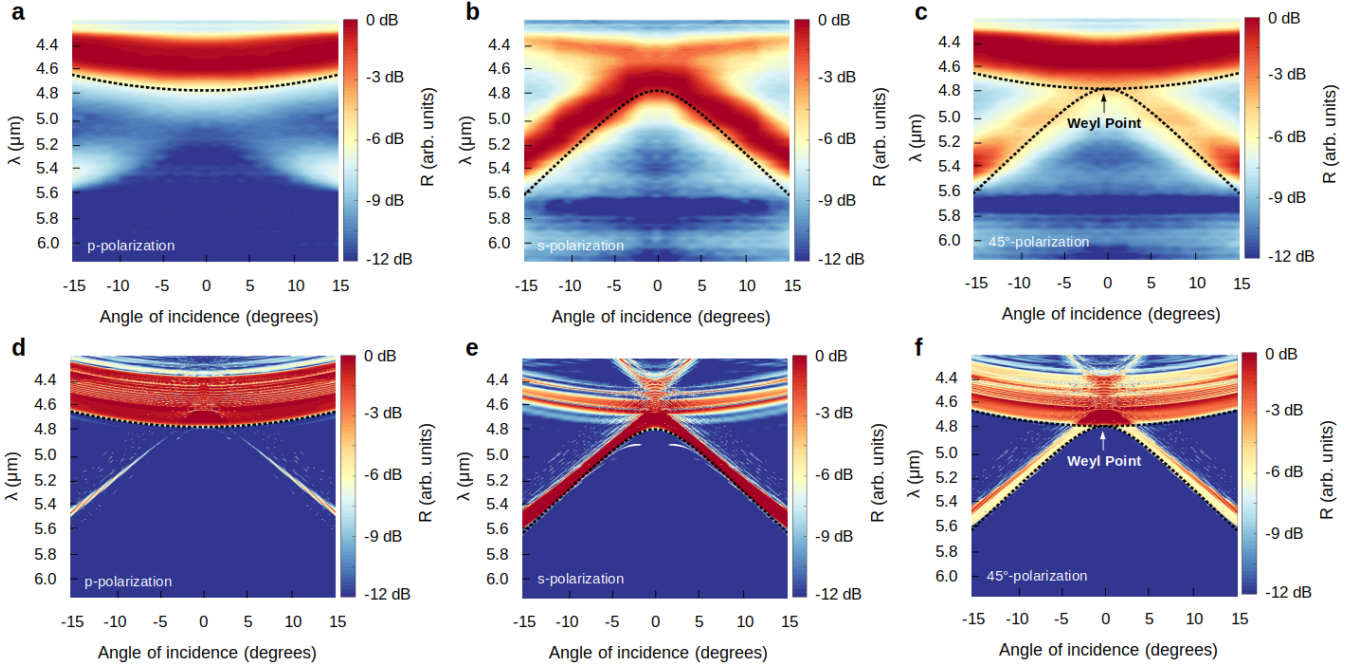 a
λ (μm)
4.4
4.6
4.8
5.0
5.2
5.4
5.6
5.8
6.0
p-polarization
-15 -10 -5 0 5 10 15
Angle of incidence (degrees)
0 dB
-3 dB
-6 dB
-9 dB
-12 dB
R (arb. units)
b
λ (μm)
4.4
4.6
4.8
5.0
5.2
5.4
5.6
5.8
6.0
s-polarization
-15 -10 -5 0 5 10 15
Angle of incidence (degrees)
0 dB
-3 dB
-6 dB
-9 dB
-12 dB
R (arb. units)
c
λ (μm)
4.4
4.6
4.8
5.0
5.2
5.4
5.6
5.8
6.0
Weyl Point
45°-polarization
-15 -10 -5 0 5 10 15
Angle of incidence (degrees)
0 dB
-3 dB
-6 dB
-9 dB
-12 dB
R (arb. units)
d
λ (μm)
4.4
4.6
4.8
5.0
5.2
5.4
5.6
5.8
6.0
p-polarization
-15 -10 -5 0 5 10 15
Angle of incidence (degrees)
0 dB
-3 dB
-6 dB
-9 dB
-12 dB
R (arb. units)
e
λ (μm)
4.4
4.6
4.8
5.0
5.2
5.4
5.6
5.8
6.0
s-polarization
-15 -10 -5 0 5 10 15
Angle of incidence (degrees)
0 dB
-3 dB
-6 dB
-9 dB
-12 dB
R (arb. units)
f
λ (μm)
4.4
4.6
4.8
5.0
5.2
5.4
5.6
5.8
6.0
Weyl Point
45°-polarization
-15 -10 -5 0 5 10 15
Angle of incidence (degrees)
0 dB
-3 dB
-6 dB
-9 dB
-12 dB
R (arb. units)